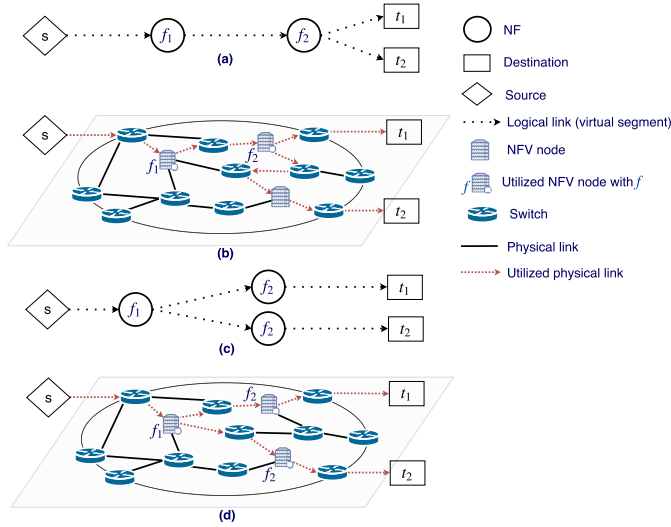 s
f₁
f₂
t₁
t₂
(a)
s
f₁
f₂
t₁
t₂
(b)
s
f₁
f₂
f₂
t₁
t₂
(c)
s
f₁
f₂
f₂
t₁
t₂
(d)
NF
Destination
Source
Logical link (virtual segment)
NFV node
f
Utilized NFV node with f
Switch
Physical link
Utilized physical link